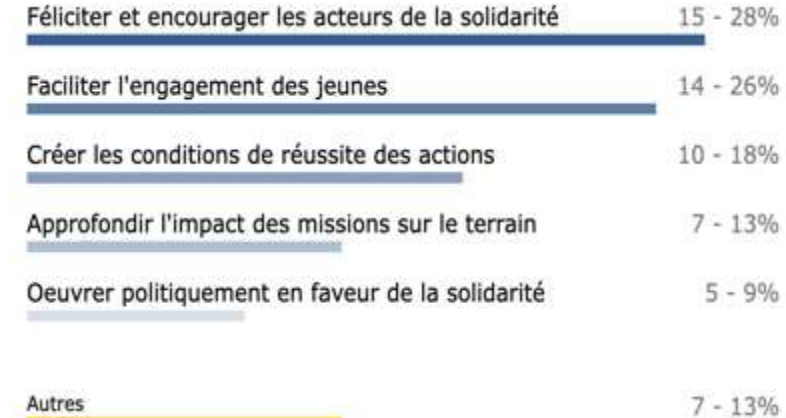 Féliciter et encourager les acteurs de la solidarité 15 - 28%
Faciliter l'engagement des jeunes 14 - 26%
Créer les conditions de réussite des actions 10 - 18%
Approfondir l'impact des missions sur le terrain 7 - 13%
Oeuvrer politiquement en faveur de la solidarité 5 - 9%
Autres 7 - 13%